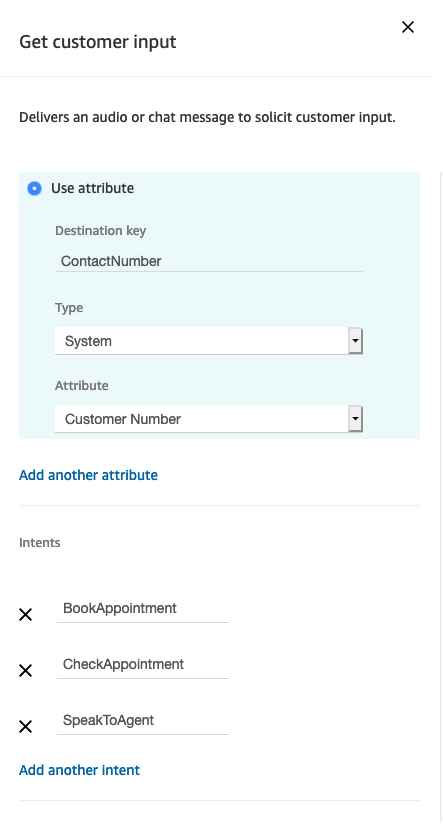 Get customer input
Delivers an audio or chat message to solicit customer input.
Use attribute
Destination key
ContactNumber
Type
System
Attribute
Customer Number
Add another attribute
Intents
BookAppointment
CheckAppointment
SpeakToAgent
Add another intent